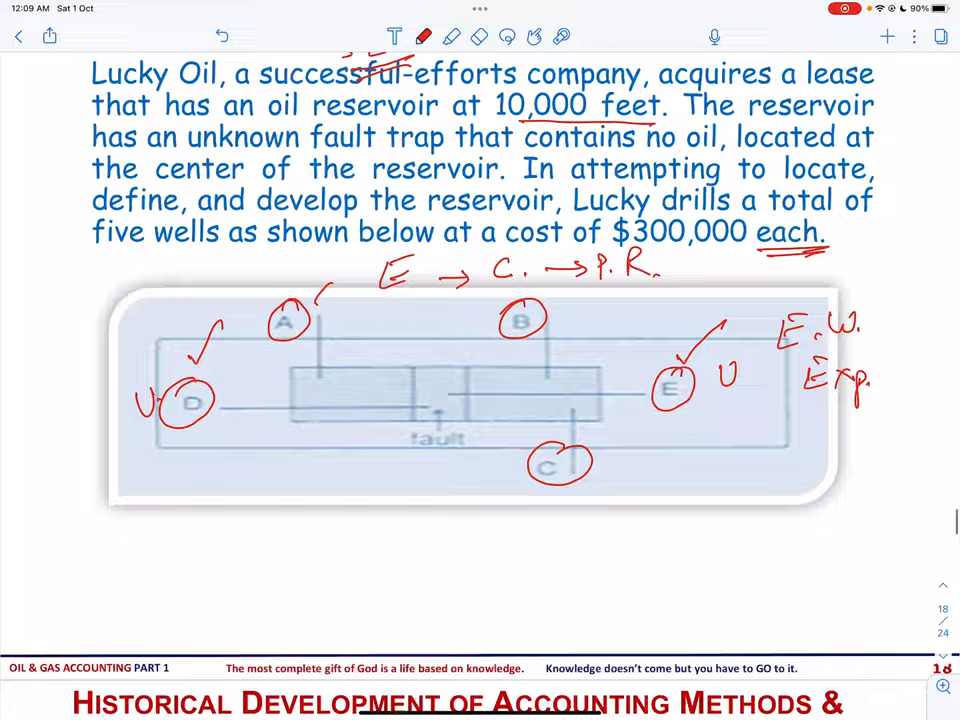 12:09 AM Sat 1 Oct
90%
Lucky Oil, a successful-efforts company, acquires a lease
that has an oil reservoir at 10,000 feet. The reservoir
has an unknown fault trap that contains no oil, located at
the center of the reservoir. In attempting to locate,
define, and develop the reservoir, Lucky drills a total of
five wells as shown below at a cost of $300,000 each.
E → C. → P. R.
A
B
E.W.
U
D
E
U
Exp.
fault
C
18
/
24
OIL & GAS ACCOUNTING PART 1 The most complete gift of God is a life based on knowledge. Knowledge doesn't come but you have to GO to it. 18
HISTORICAL DEVELOPMENT OF ACCOUNTING METHODS &